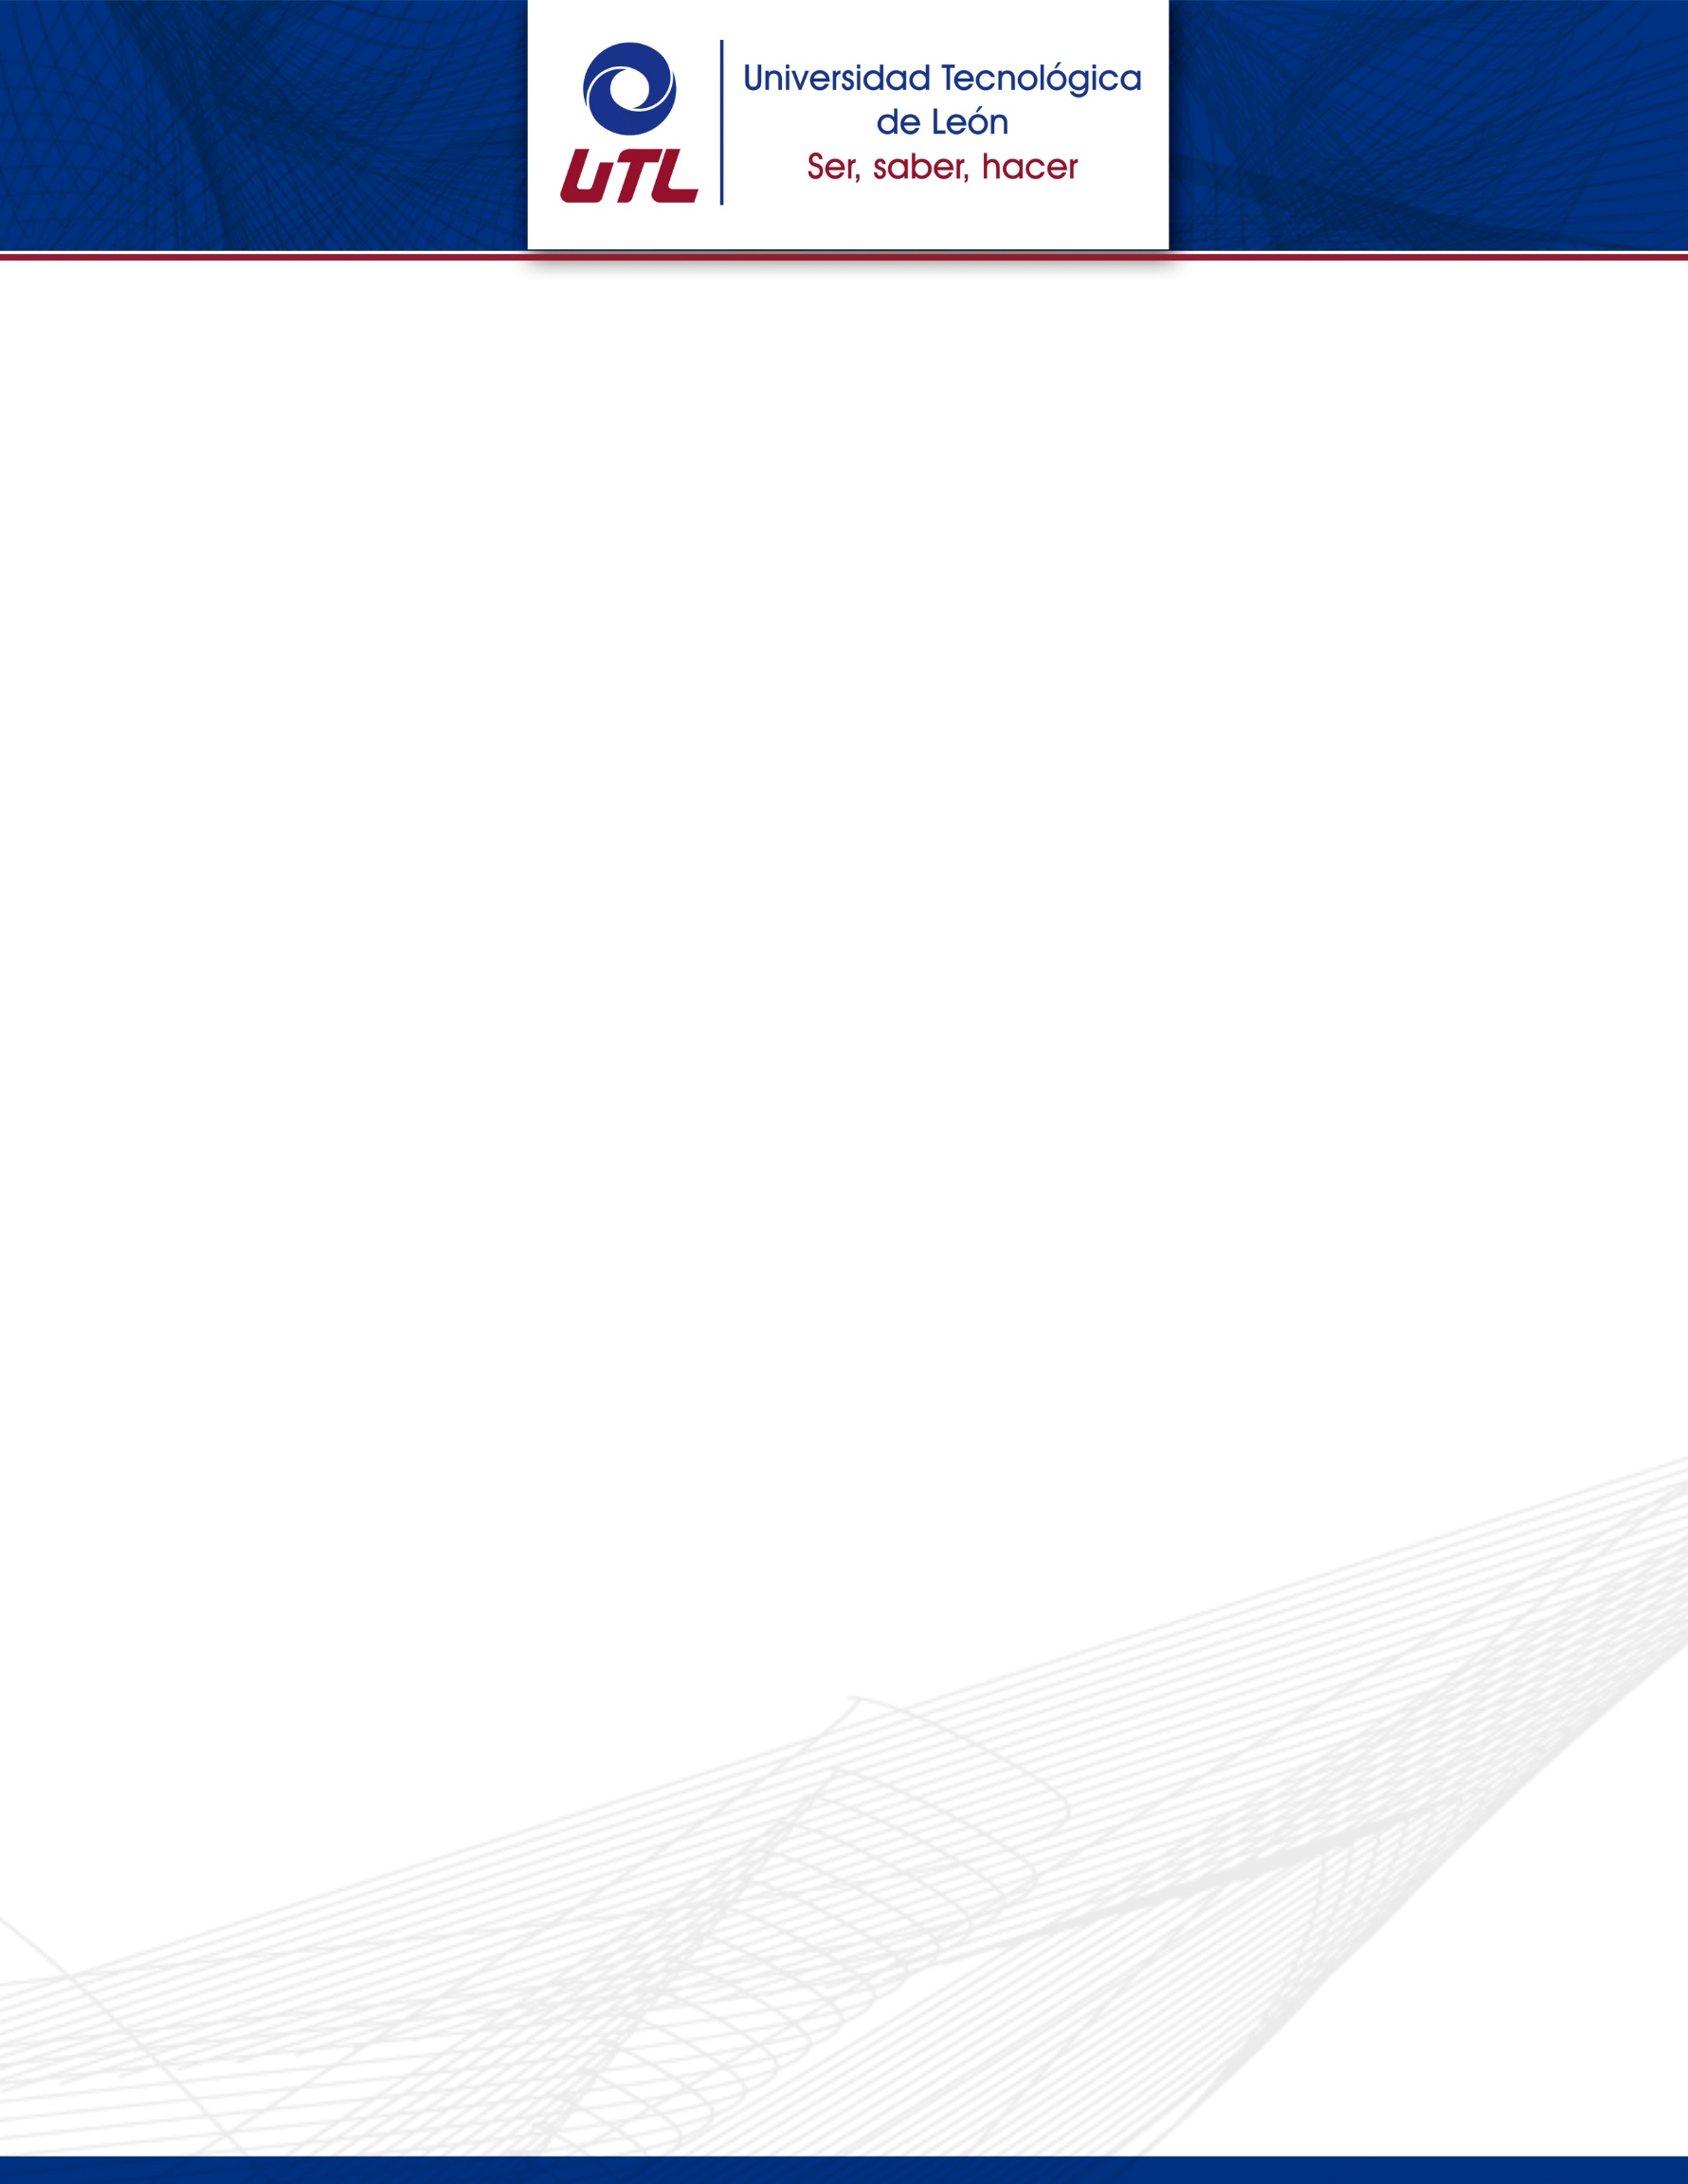 Universidad Tecnológica
de León
Ser, saber, hacer
UTL